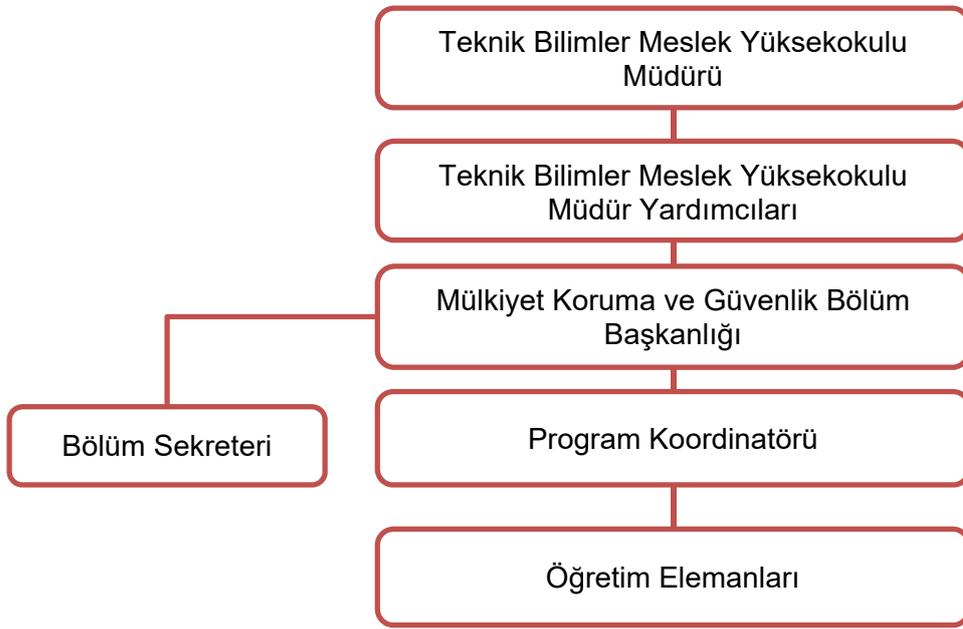 Teknik Bilimler Meslek Yüksekokulu
Müdürü
Teknik Bilimler Meslek Yüksekokulu
Müdür Yardımcıları
Mülkiyet Koruma ve Güvenlik Bölüm
Başkanlığı
Bölüm Sekreteri
Program Koordinatörü
Öğretim Elemanları